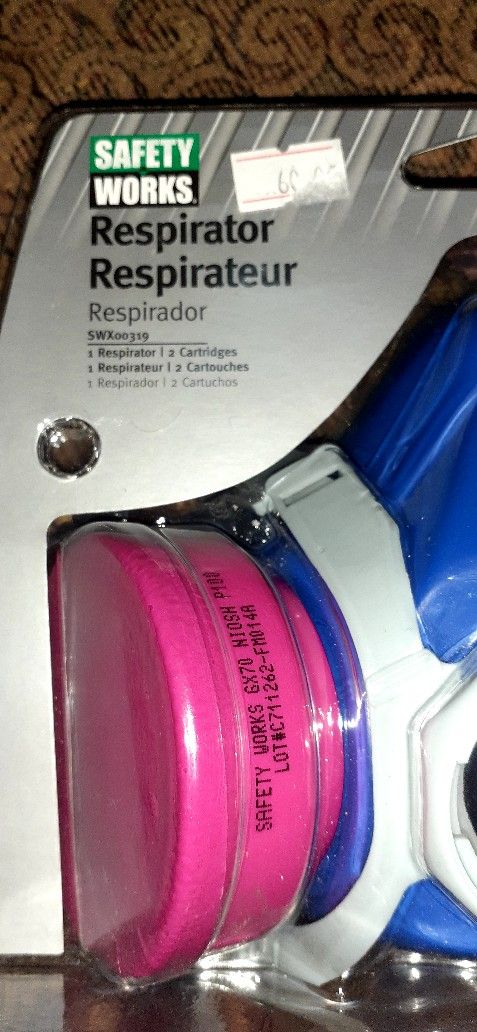 SAFETY
WORKS
Respirator
Respirateur
Respirador
SWX00319
1 Respirator | 2 Cartridges
1 Respirateur | 2 Cartouches
1 Respirador | 2 Cartuchos
SAFETY WORKS GX70 NIOSH P100
LOT#C711262-FM014A